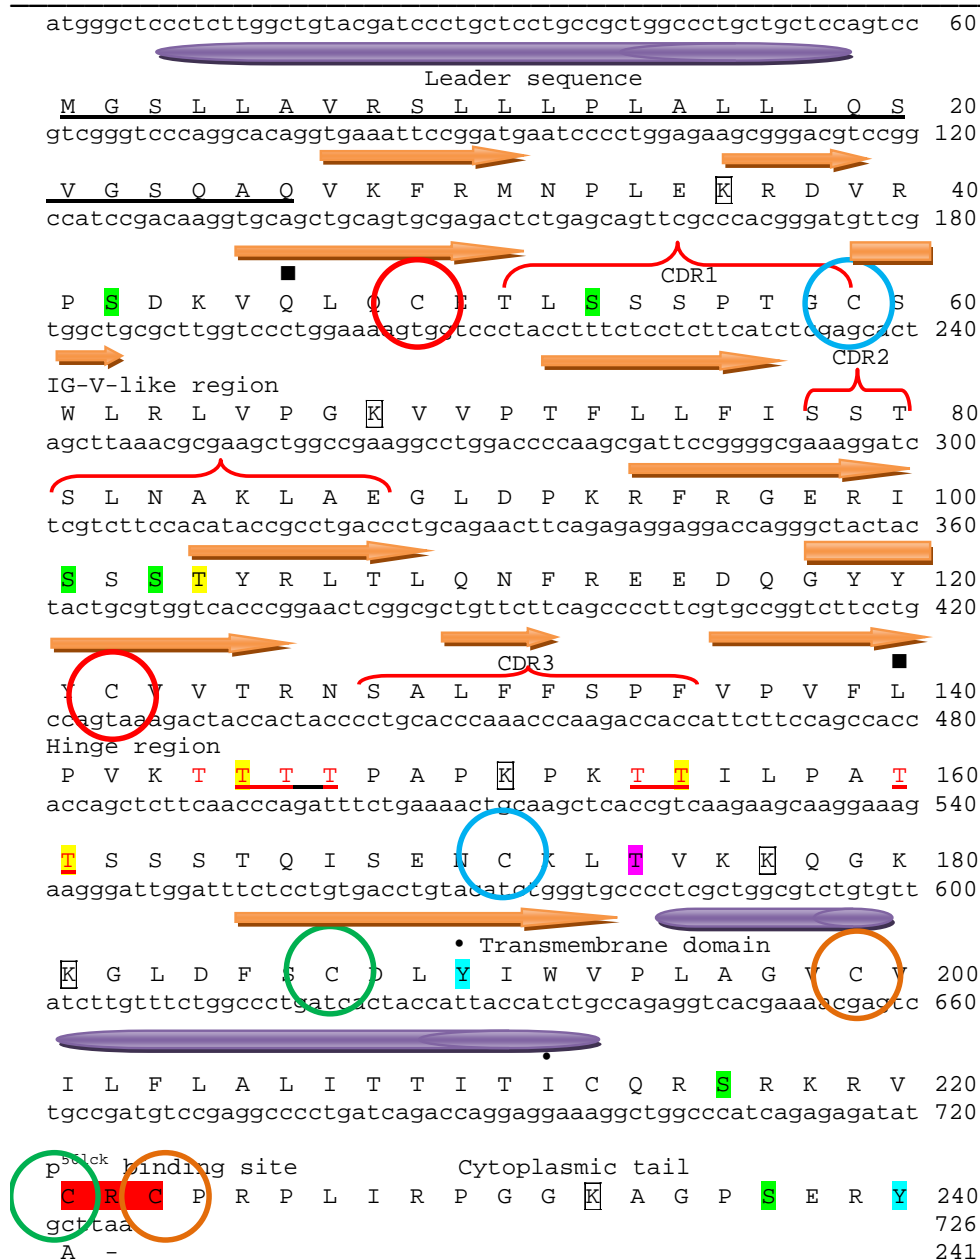 atgggctccctcttggctgtacgatccctgctcctgccgctggccctgctgctccagtcc 60
Leader sequence
M G S L L A V R S L L L P L A L L L Q S 20
gtcgggtcccaggcacaggtgaaattccggatgaatcccctggagaagcgggacgtccgg 120
V G S Q A Q V K F R M N P L E K R D V R 40
ccatccgacaaggtgcagctgcagtgcgagactctgagcagttcgcccacgggatgttcg 180
CDR1
P S D K V Q L Q C E T L S S S P T G C S 60
tggctgcgcttggtccctggaaaagtggtccctacctttctcctcttcatctcgagcact 240
CDR2
IG-V-like region
W L R L V P G K V V P T F L L F I S S T 80
agcttaaacgcgaagctggccgaaggcctggaccccaagcgattccggggcgaaaggatc 300
S L N A K L A E G L D P K R F R G E R I 100
tcgtcttccacataccgcctgaccctgcagaacttcagagaggaggaccagggctactac 360
S S S T Y R L T L Q N F R E E D Q G Y Y 120
tactgcgtggtcacccggaactcggcgctgttcttcagccccttcgtgccggtcttcctg 420
CDR3
Y C V V T R N S A L F F S P F V P V F L 140
ccagtaaagactaccactaccctgcacccaaacccaagaccaccattcttccagccacc 480
Hinge region
P V K T T T T P A P K P K T T I L P A T 160
accagctcttcaacccagatttctgaaaactgcaagctcaccgtcaagaagcaaggaaag 540
T S S S T Q I S E N C K L T V K K Q G K 180
aagggattggatttctcctgtgacctgtacatctgggtgcccctcgctggcgtctgtgtt 600
• Transmembrane domain
K G L D F S C D L Y I W V P L A G V C V 200
atcttgtttctggccctgatcactaccattaccatctgccagaggtcacgaaaacgagtc 660
•
I L F L A L I T T I T I C Q R S R K R V 220
tgccgatgtccgaggcccctgatcagaccaggaggaaaggctggcccatcagagagatat 720
p56lck binding site Cytoplasmic tail
C R C P R P L I R P G G K A G P S E R Y 240
gcttaa 726
A - 241